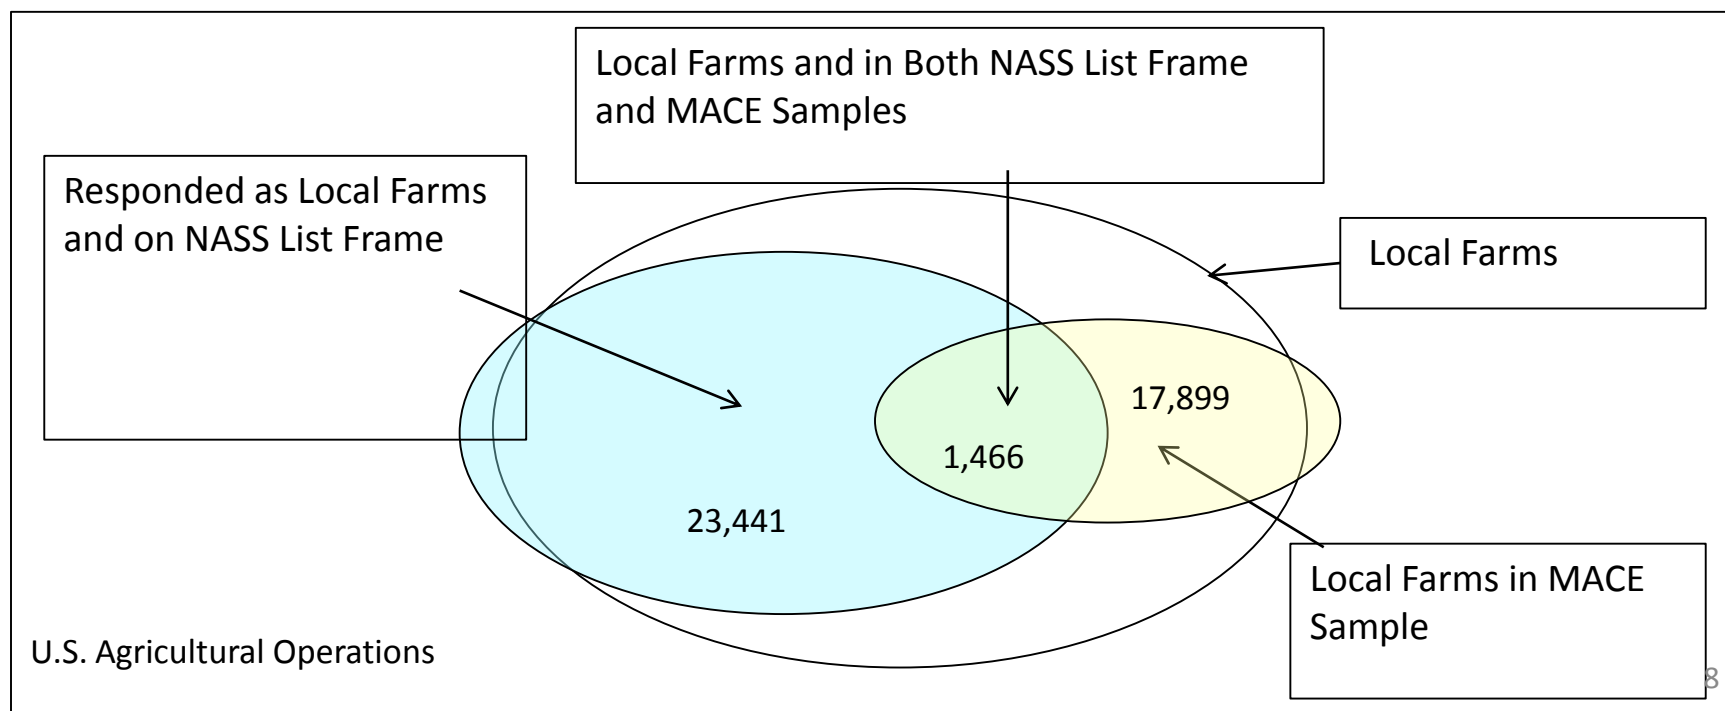 Local Farms and in Both NASS List Frame
and MACE Samples
Responded as Local Farms
and on NASS List Frame
Local Farms
17,899
1,466
23,441
Local Farms in MACE
Sample
U.S. Agricultural Operations
8